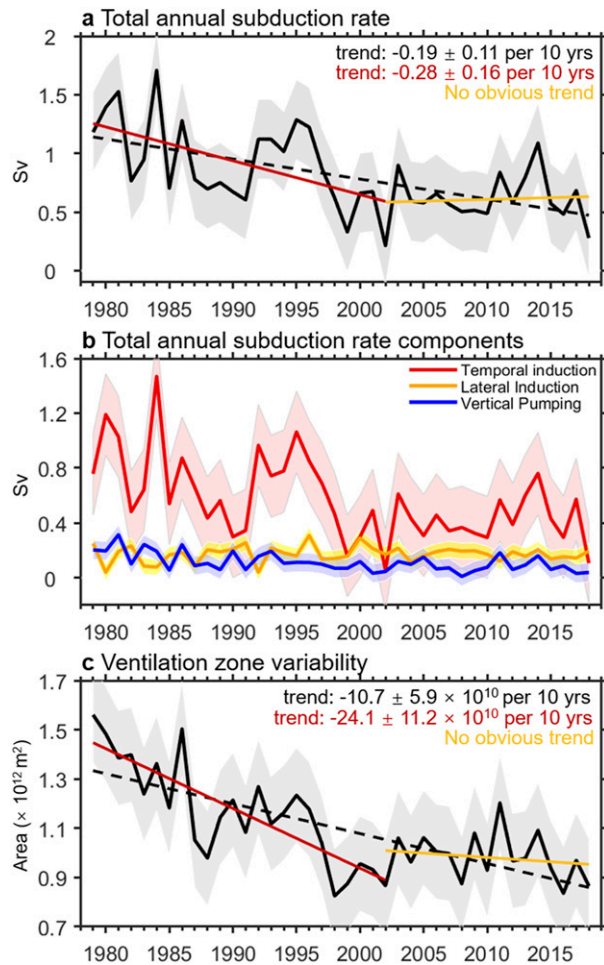 a Total annual subduction rate
2
1.5
1
0.5
0
Sv
trend: -0.19 ± 0.11 per 10 yrs
trend: -0.28 ± 0.16 per 10 yrs
No obvious trend
1980 1985 1990 1995 2000 2005 2010 2015
b Total annual subduction rate components
1.6
1.2
0.8
0.4
0
Sv
Temporal induction
Lateral Induction
Vertical Pumping
1980 1985 1990 1995 2000 2005 2010 2015
c Ventilation zone variability
1.7
1.5
1.3
1.1
0.9
0.7
Area (× 10¹² m²)
trend: -10.7 ± 5.9 × 10¹⁰ per 10 yrs
trend: -24.1 ± 11.2 × 10¹⁰ per 10 yrs
No obvious trend
1980 1985 1990 1995 2000 2005 2010 2015